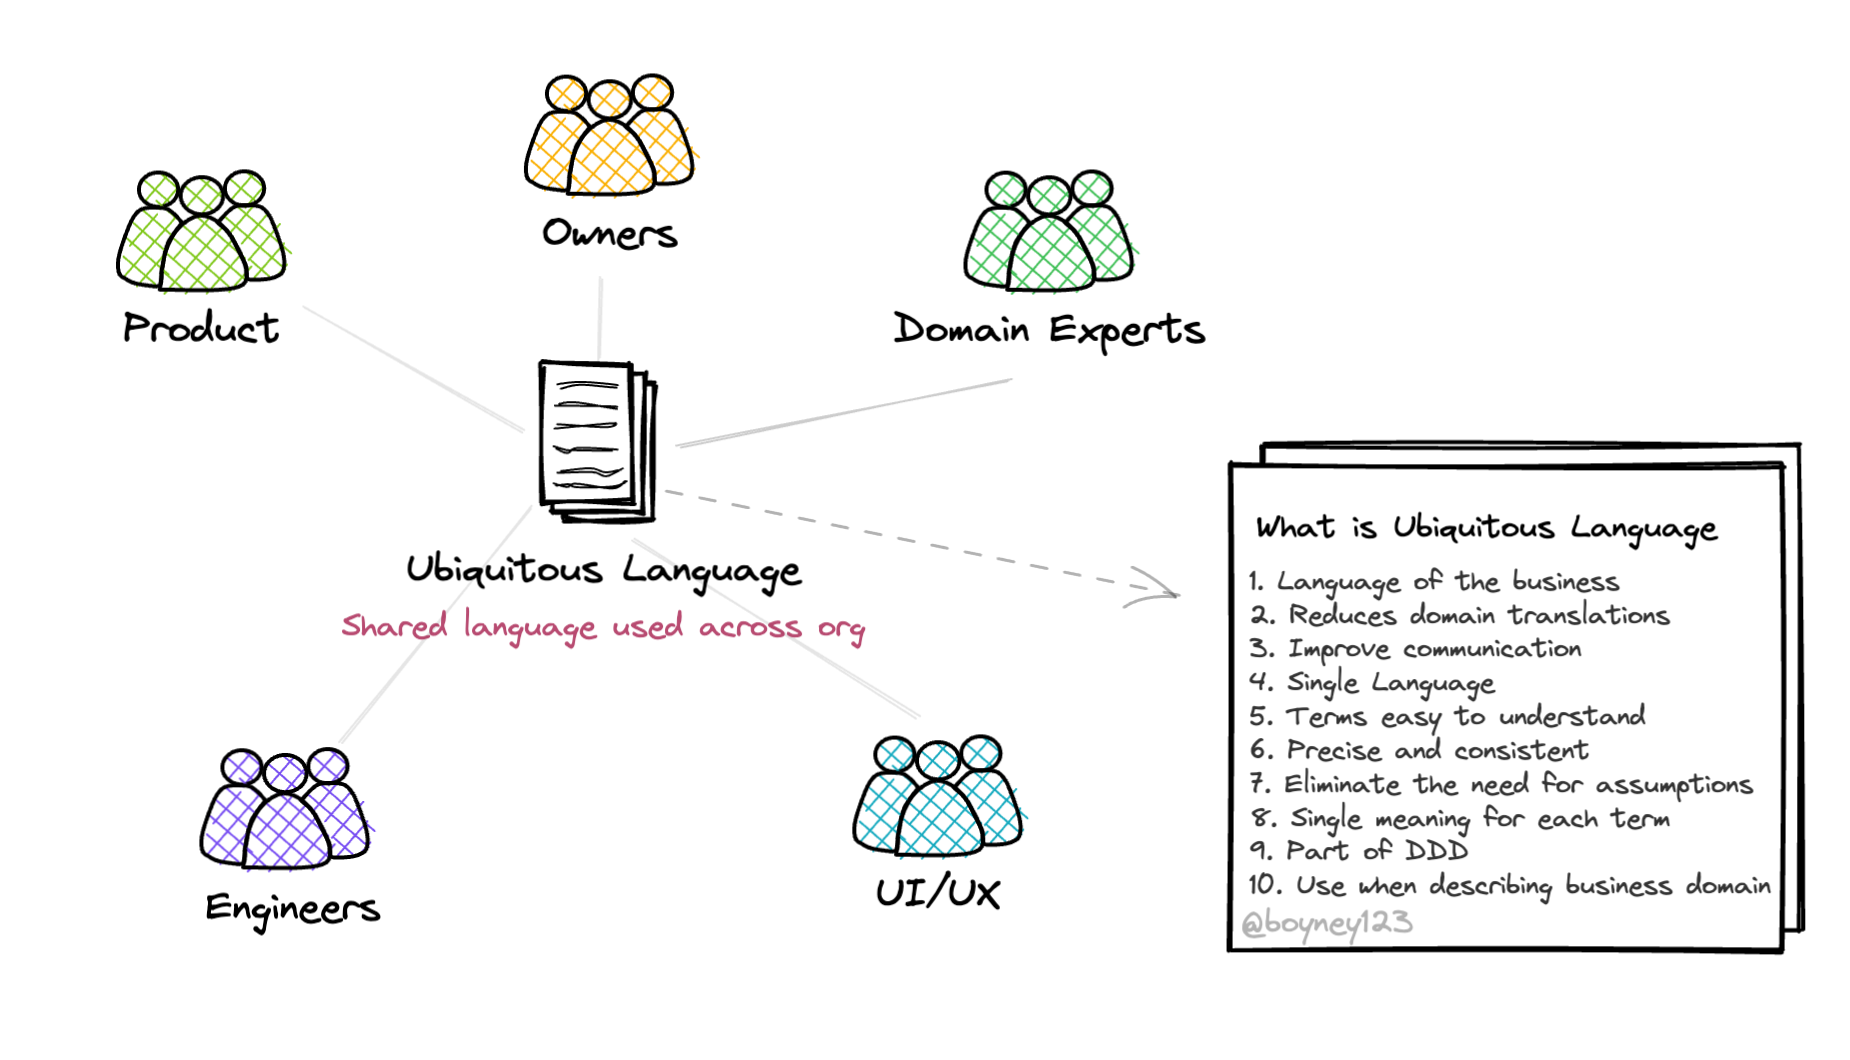 Owners
Product
Domain Experts
Ubiquitous Language
Shared language used across org
Engineers
UI/UX
What is Ubiquitous Language
1. Language of the business
2. Reduces domain translations
3. Improve communication
4. Single Language
5. Terms easy to understand
6. Precise and consistent
7. Eliminate the need for assumptions
8. Single meaning for each term
9. Part of DDD
10. Use when describing business domain
@boyney123